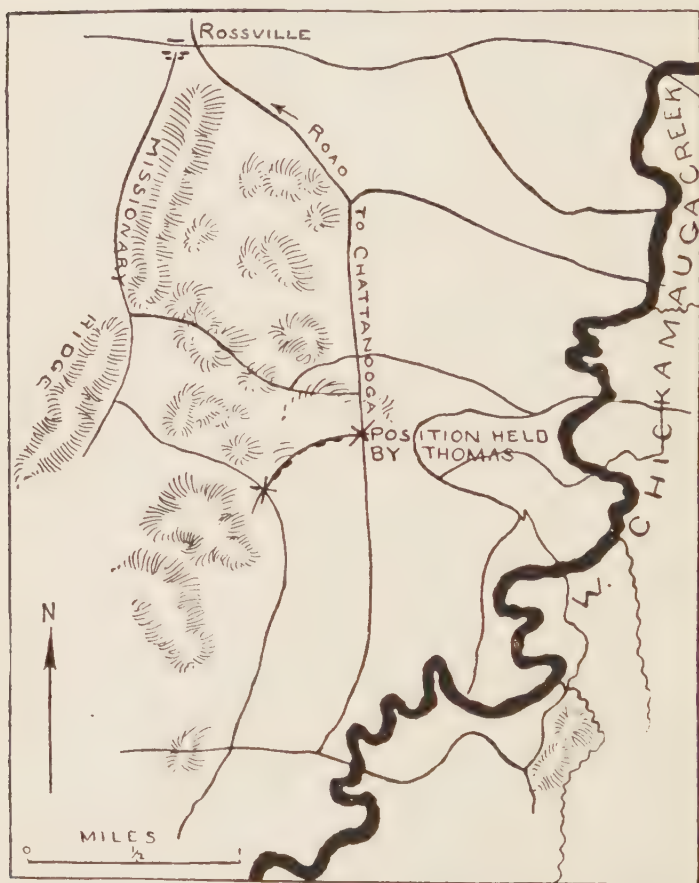 ROSSVILLE
ROAD
TO CHATTANOOGA
MISSIONARY
RIDGE
POSITION HELD
BY THOMAS
W. CHICKAMAUGA CREEK
N
MILES
0 1/2 1